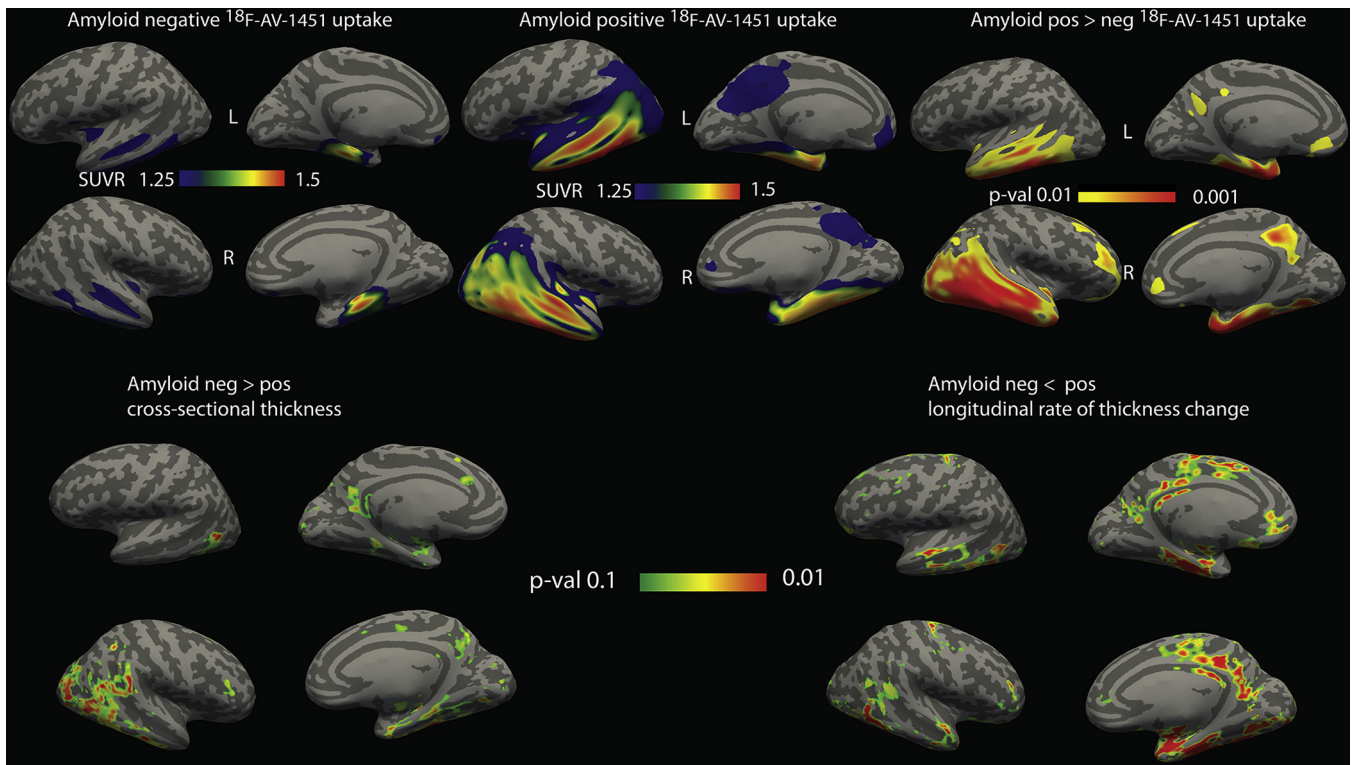 Amyloid negative ¹⁸F-AV-1451 uptake
Amyloid positive ¹⁸F-AV-1451 uptake
Amyloid pos > neg ¹⁸F-AV-1451 uptake
L
L
L
SUVR 1.25 1.5
SUVR 1.25 1.5
p-val 0.01 0.001
R
R
R
Amyloid neg > pos
cross-sectional thickness
Amyloid neg < pos
longitudinal rate of thickness change
p-val 0.1 0.01